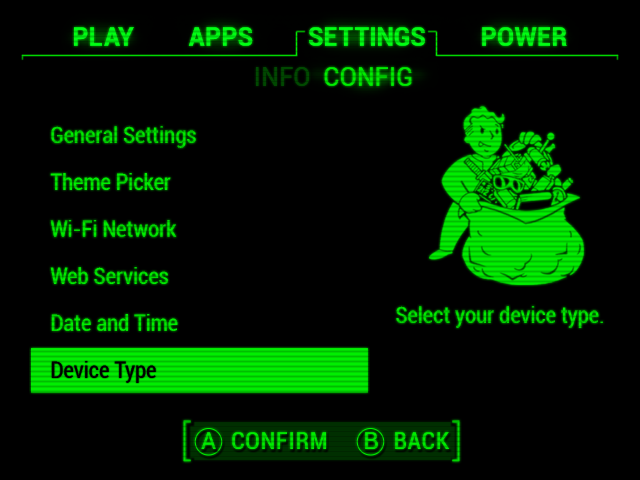 PLAY APPS SETTINGS POWER
INFO CONFIG
General Settings
Theme Picker
Wi-Fi Network
Web Services
Date and Time
Select your device type.
Device Type
A CONFIRM B BACK